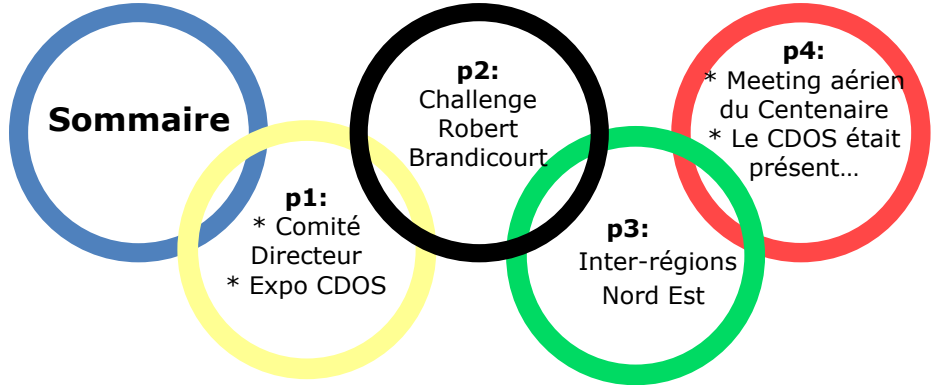 Sommaire
p1:
* Comité
Directeur
* Expo CDOS
p2:
Challenge
Robert
Brandicourt
p3:
Inter-régions
Nord Est
p4:
* Meeting aérien
du Centenaire
* Le CDOS était
présent…